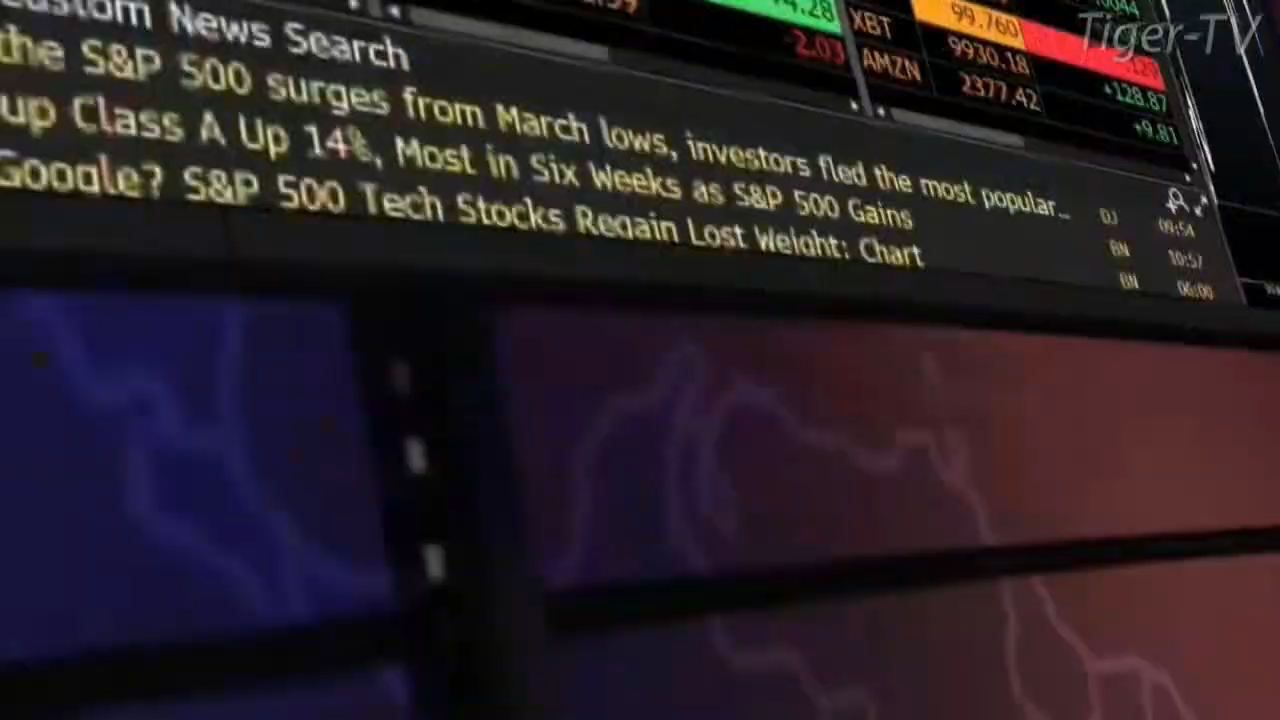 Tiger-TV
Custom News Search
the S&P 500 surges from March lows, investors fled the most popular... DJ 09:54
up Class A Up 14%, Most in Six Weeks as S&P 500 Gains BN 10:57
Google? S&P 500 Tech Stocks Regain Lost Weight: Chart BN 06:00
2.03
99.760
XBT 9930.18 +128.87
AMZN 2377.42 +9.81